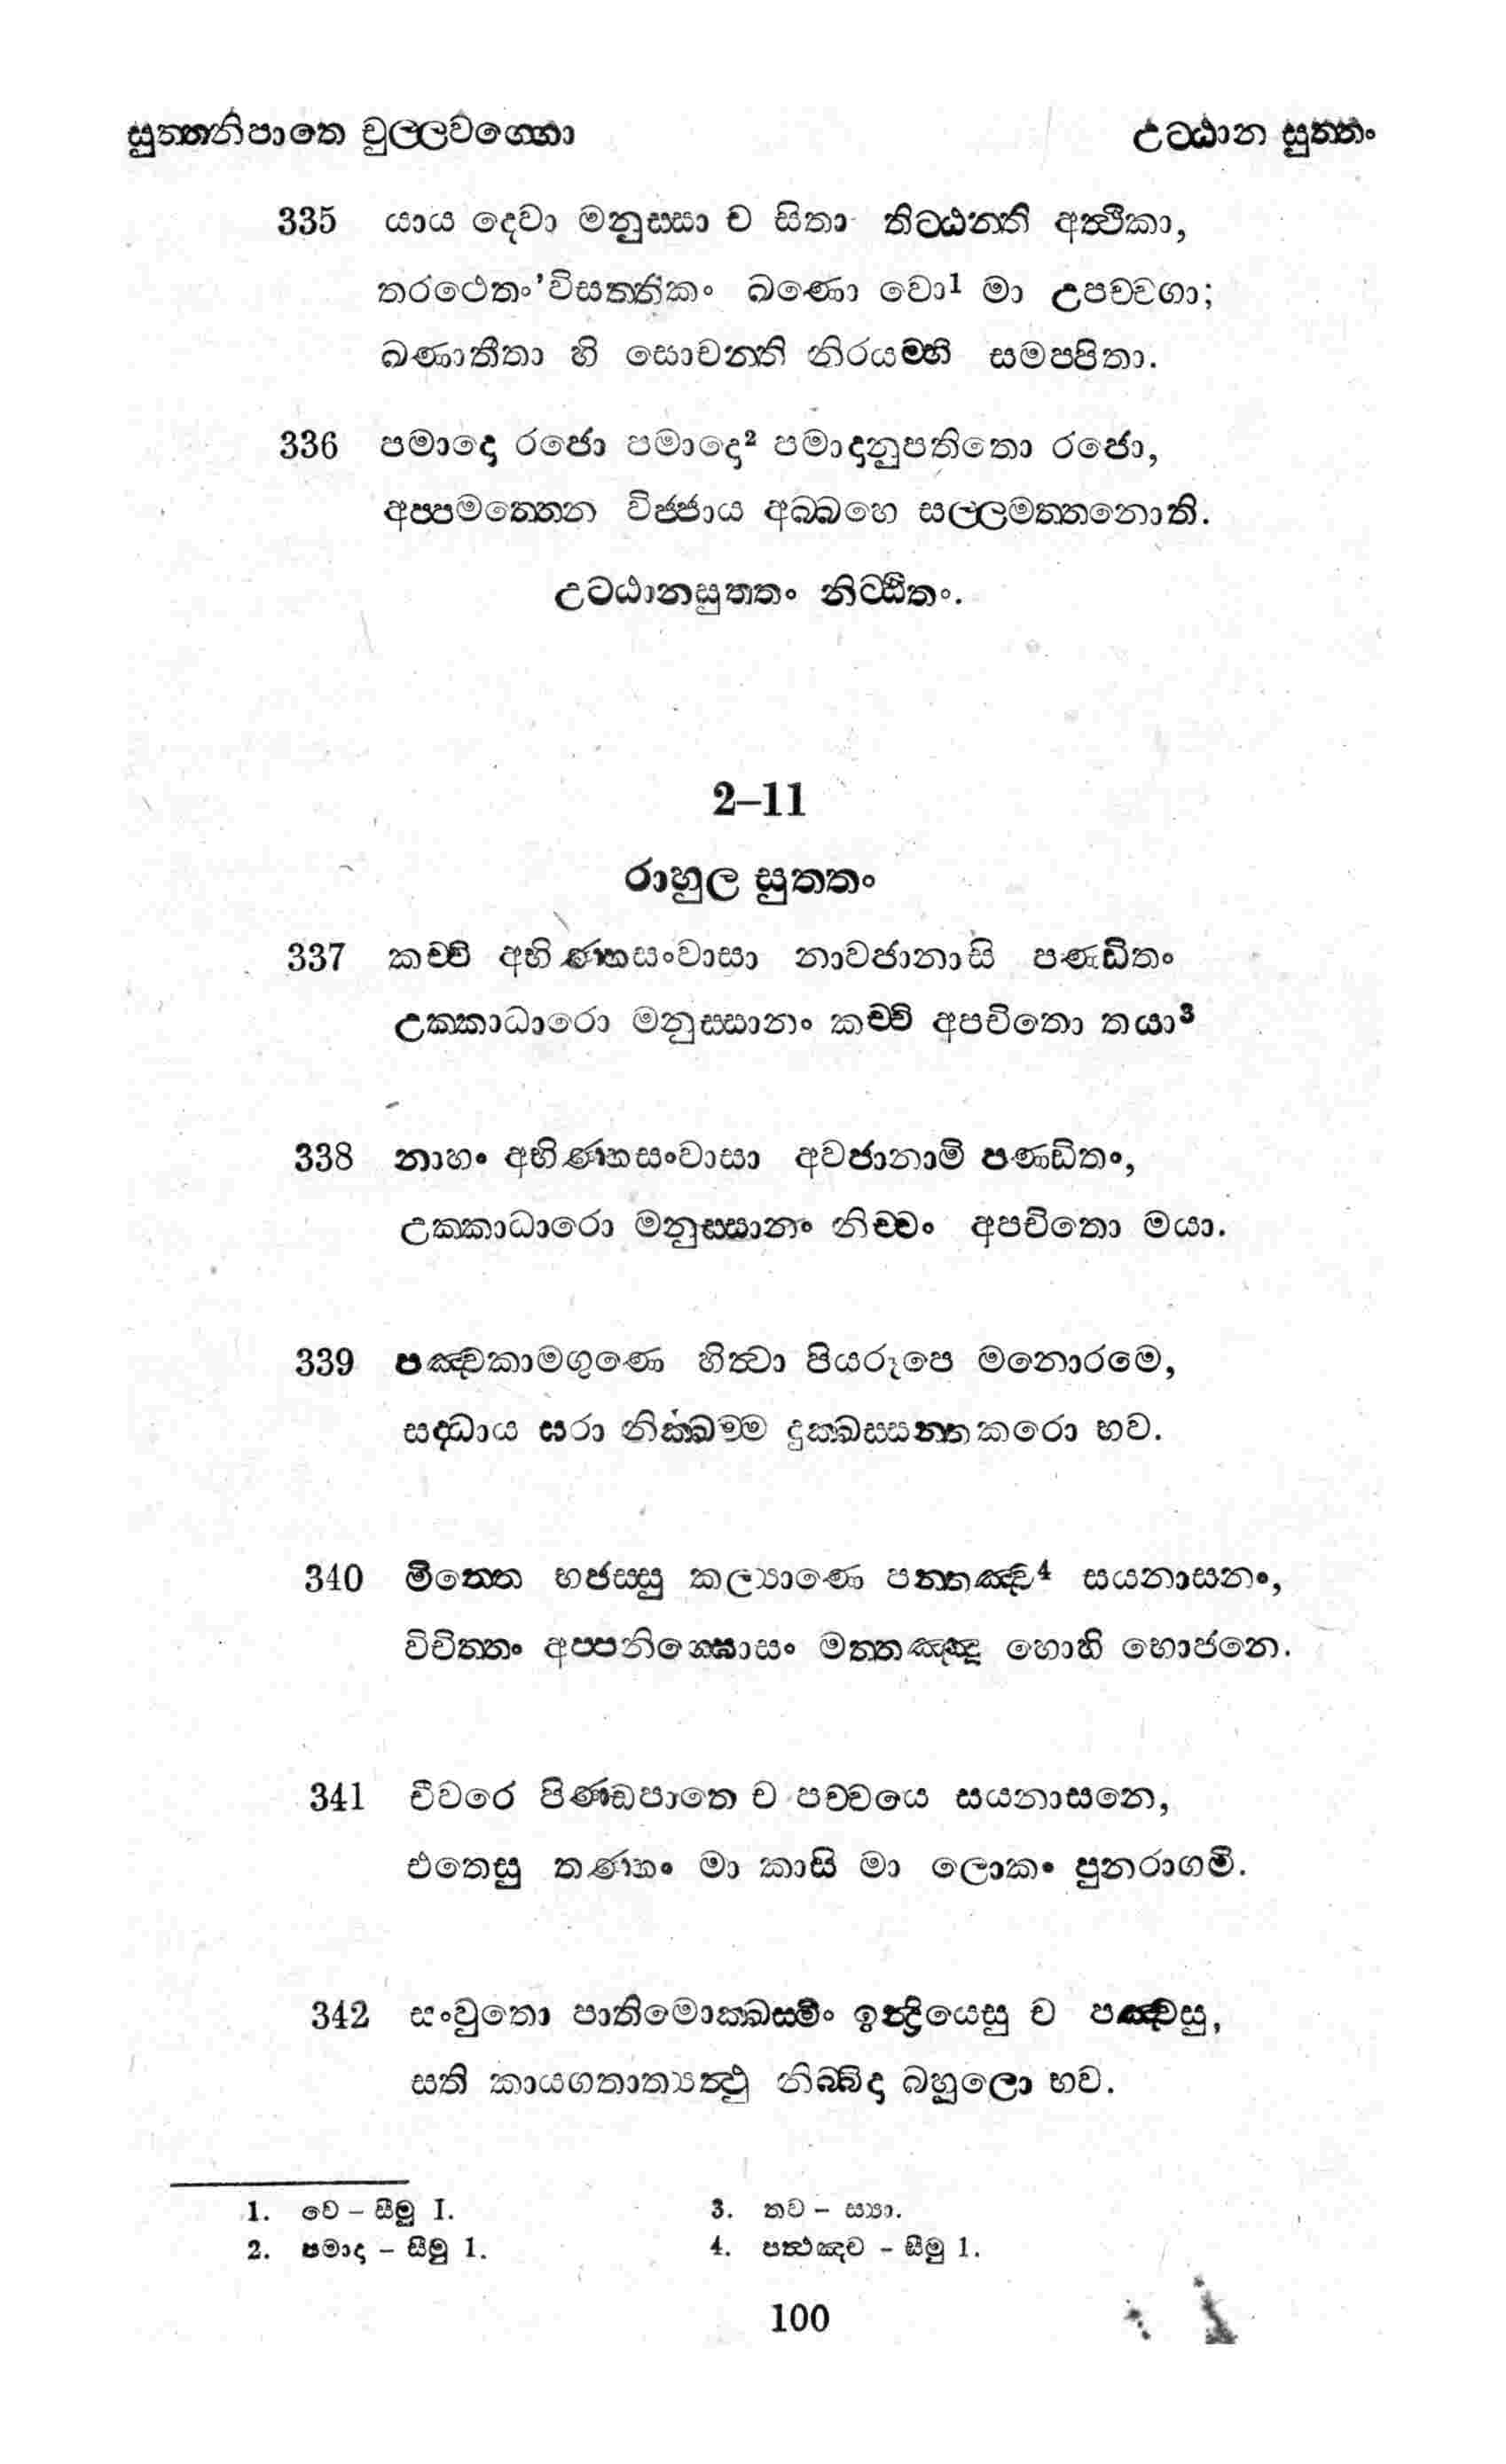 සුත්තනිපාතෙ චුල්ලවග්ගො උට්ඨාන සුත්තං
335 යාය දෙවා මනුස්සා ච සිතා තිට්ඨන්ති අත්ථිකා,
තරථෙතං'විසත්තිකං ඛණො වො1 මා උපච්චගා;
ඛණාතීතා හි සොචන්ති නිරයම්හි සමප්පිතා.
336 පමාදො රජො පමාදො2 පමාදානුපතිතො රජො,
අප්පමත්තෙන විජ්ජාය අබ්බහෙ සල්ලමත්තනොති.
උට්ඨානසුත්තං නිට්ඨිතං.
2–11
රාහුල සුත්තං
337 කච්චි අභිණ්හසංවාසා නාවජානාසි පණ්ඩිතං
උක්කාධාරො මනුස්සානං කච්චි අපචිතො තයා3
338 නාහං අභිණ්හසංවාසා අවජානාමි පණ්ඩිතං,
උක්කාධාරො මනුස්සානං නිච්චං අපචිතො මයා.
339 පඤ්චකාමගුණෙ හිත්වා පියරූපෙ මනොරමෙ,
සද්ධාය ඝරා නික්ඛම්ම දුක්ඛස්සන්තකරො භව.
340 මිත්තෙ භජස්සු කල්‍යාණෙ පන්තඤ්ච4 සයනාසනං,
විවිත්තං අප්පනිග්ඝොසං මත්තඤ්ඤූ හොහි භොජනෙ.
341 චීවරෙ පිණ්ඩපාතෙ ච පච්චයෙ සයනාසනෙ,
එතෙසු තණ්හං මා කාසි මා ලොකං පුනරාගමි.
342 සංවුතො පාතිමොක්ඛස්මිං ඉන්ද්‍රියෙසු ච පඤ්චසු,
සති කායගතාත්‍යත්ථු නිබ්බිදා බහුලො භව.
1. වෙ – සීමු I.
2. පමාද – සීමු 1.
3. තව – ස්‍යා.
4. පත්ථඤ්ච – සීමු 1.
100